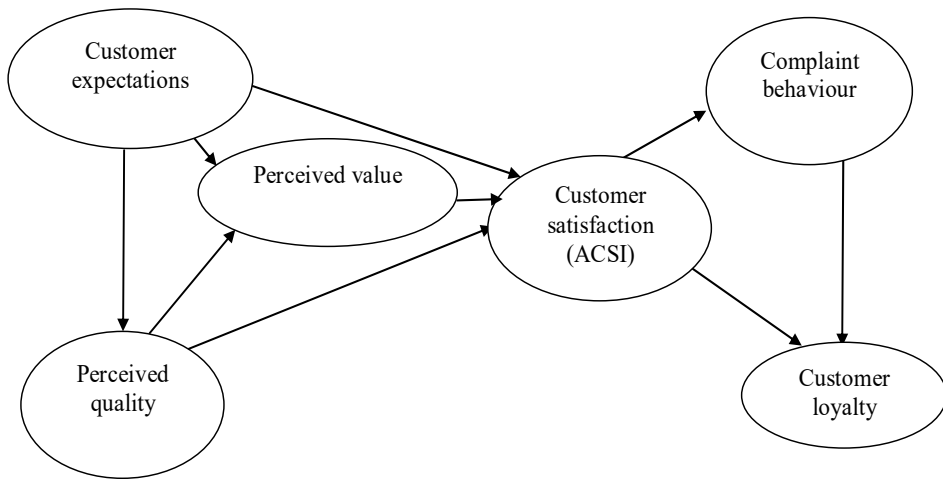 Customer
expectations
Complaint
behaviour
Perceived value
Customer
satisfaction
(ACSI)
Perceived
quality
Customer
loyalty